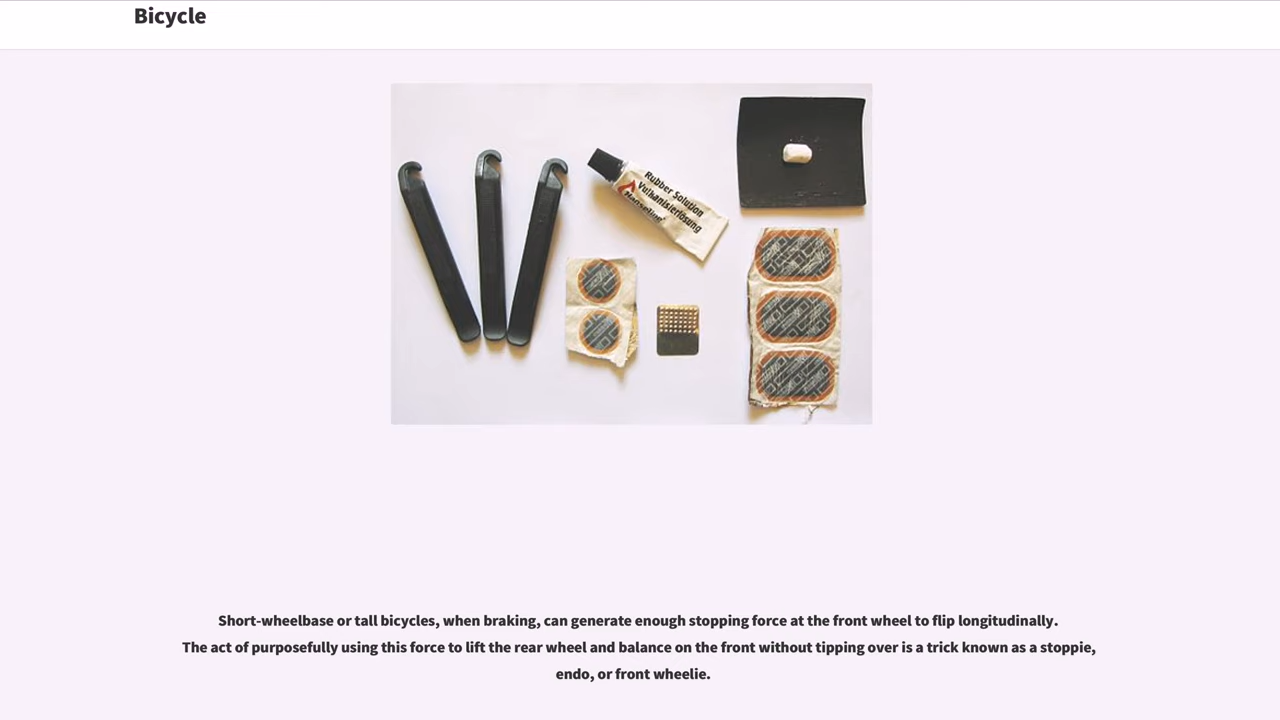 Bicycle
Rubber Solution
Vulkanisierlösung
Hanseline
Short-wheelbase or tall bicycles, when braking, can generate enough stopping force at the front wheel to flip longitudinally.
The act of purposefully using this force to lift the rear wheel and balance on the front without tipping over is a trick known as a stoppie,
endo, or front wheelie.